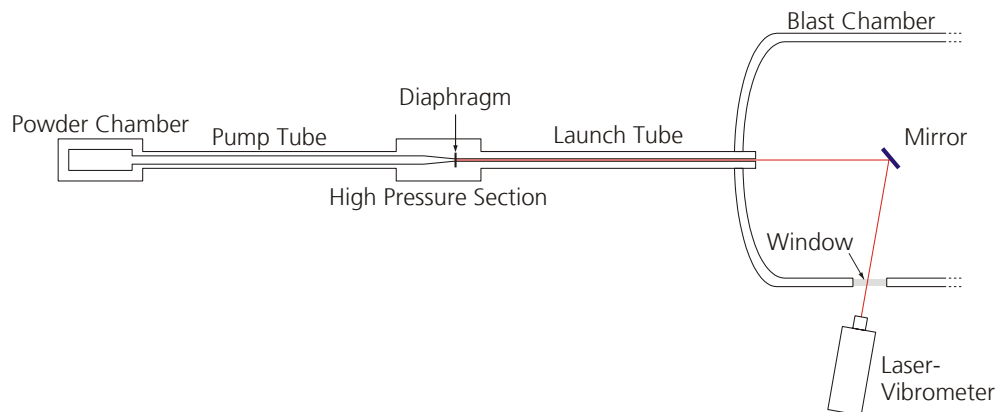 Blast Chamber
Diaphragm
Powder Chamber
Pump Tube
Launch Tube
Mirror
High Pressure Section
Window
Laser-
Vibrometer